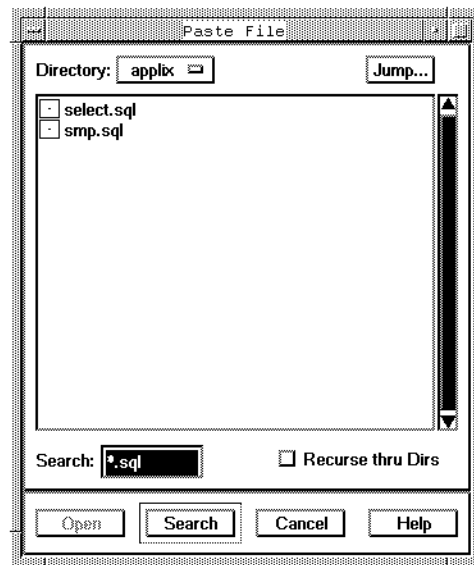 Paste File
Directory: applix Jump...
select.sql
smp.sql
Search: *.sql Recurse thru Dirs
Open Search Cancel Help